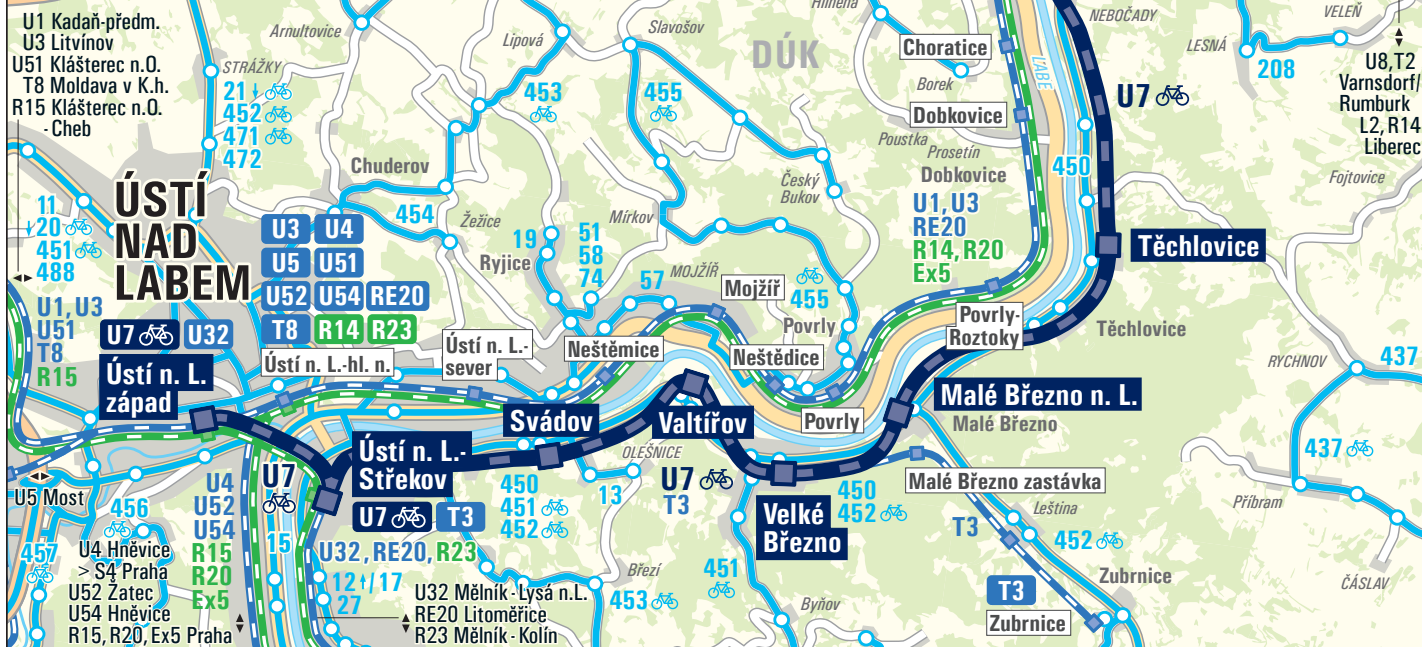 U1 Kadaň-předm.
U3 Litvínov
U51 Klášterec n.O.
T8 Moldava v K.h.
R15 Klášterec n.O.
- Cheb
Arnultovice
STRÁŽKY
21
452
471
472
Lipová
453
Slavošov
455
DÚK
Choratice
Borek
Dobkovice
Poustka
Prosetín
Dobkovice
LABE
NEBOČADY
U7
450
LESNÁ
208
VELEŇ
U8,T2
Varnsdorf/
Rumburk
L2, R14
Liberec
Fojtovice
Chuderov
454
Žežice
Mírkov
Český
Bukov
ÚSTÍ
NAD
LABEM
11
20
451
488
U1, U3
U51
T8
R15
U3 U4
U5 U51
U52 U54 RE20
T8 R14 R23
U7 U32
Ústí n. L.
západ
Ústí n. L.-hl. n.
Ústí n. L.-
sever
19
Ryjice
51
58
74
57
MOJŽÍŘ
Mojžíř
455
Povrly
U1, U3
RE20
R14, R20
Ex5
Těchlovice
Těchlovice
Povrly-
Roztoky
Neštěmice
Neštědice
Povrly
Malé Březno n. L.
Malé Březno
RYCHNOV
437
437
Příbram
ČÁSLAV
Svádov
Valtířov
OLEŠNICE
13
U7
T3
Velké
Březno
450
452
Malé Březno zastávka
Leština
T3
452
Zubrnice
T3
Zubrnice
Ústí n. L.-
Střekov
U7 T3
450
451
452
U7
U5 Most
456
457
U4
U52
U54
R15
R20
Ex5
15
U4 Hněvice
> S4 Praha
U52 Žatec
U54 Hněvice
R15, R20, Ex5 Praha
U32, RE20, R23
12 /17
27
U32 Mělník - Lysá n.L.
RE20 Litoměřice
R23 Mělník - Kolín
Březí
453
451
Byňov